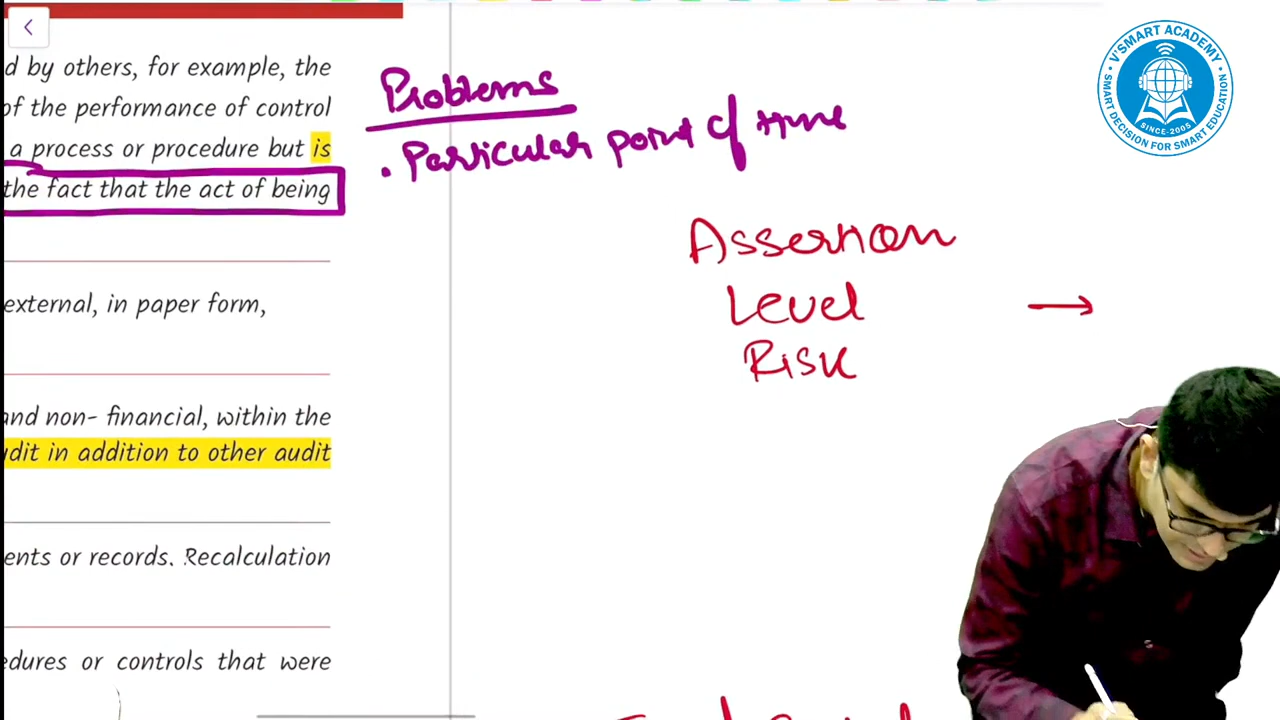 d by others, for example, the
of the performance of control
a process or procedure but is
the fact that the act of being
external, in paper form,
and non- financial, within the
udit in addition to other audit
ents or records. Recalculation
edures or controls that were
Problems
. Particular point of time
Assertion
Level →
Risk
V'SMART ACADEMY
SMART DECISION FOR SMART EDUCATION
SINCE-2005